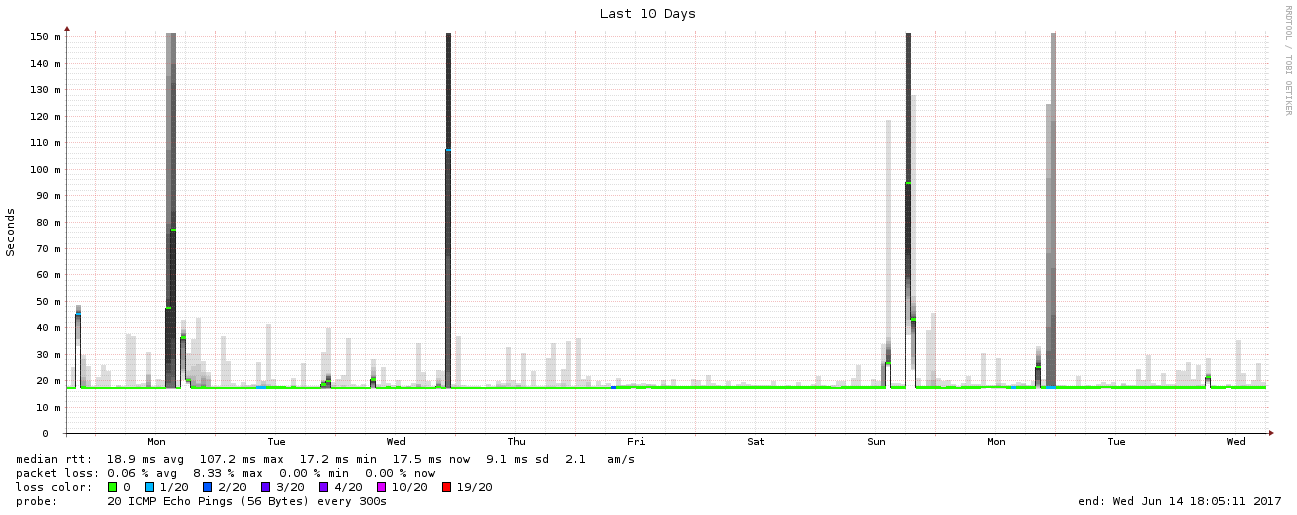 Last 10 Days
RRDTOOL / TOBI OETIKER
Seconds
150 m
140 m
130 m
120 m
110 m
100 m
90 m
80 m
70 m
60 m
50 m
40 m
30 m
20 m
10 m
0
Mon Tue Wed Thu Fri Sat Sun Mon Tue Wed
median rtt: 18.9 ms avg 107.2 ms max 17.2 ms min 17.5 ms now 9.1 ms sd 2.1 am/s
packet loss: 0.06 % avg 8.33 % max 0.00 % min 0.00 % now
loss color: 0 1/20 2/20 3/20 4/20 10/20 19/20
probe: 20 ICMP Echo Pings (56 Bytes) every 300s end: Wed Jun 14 18:05:11 2017